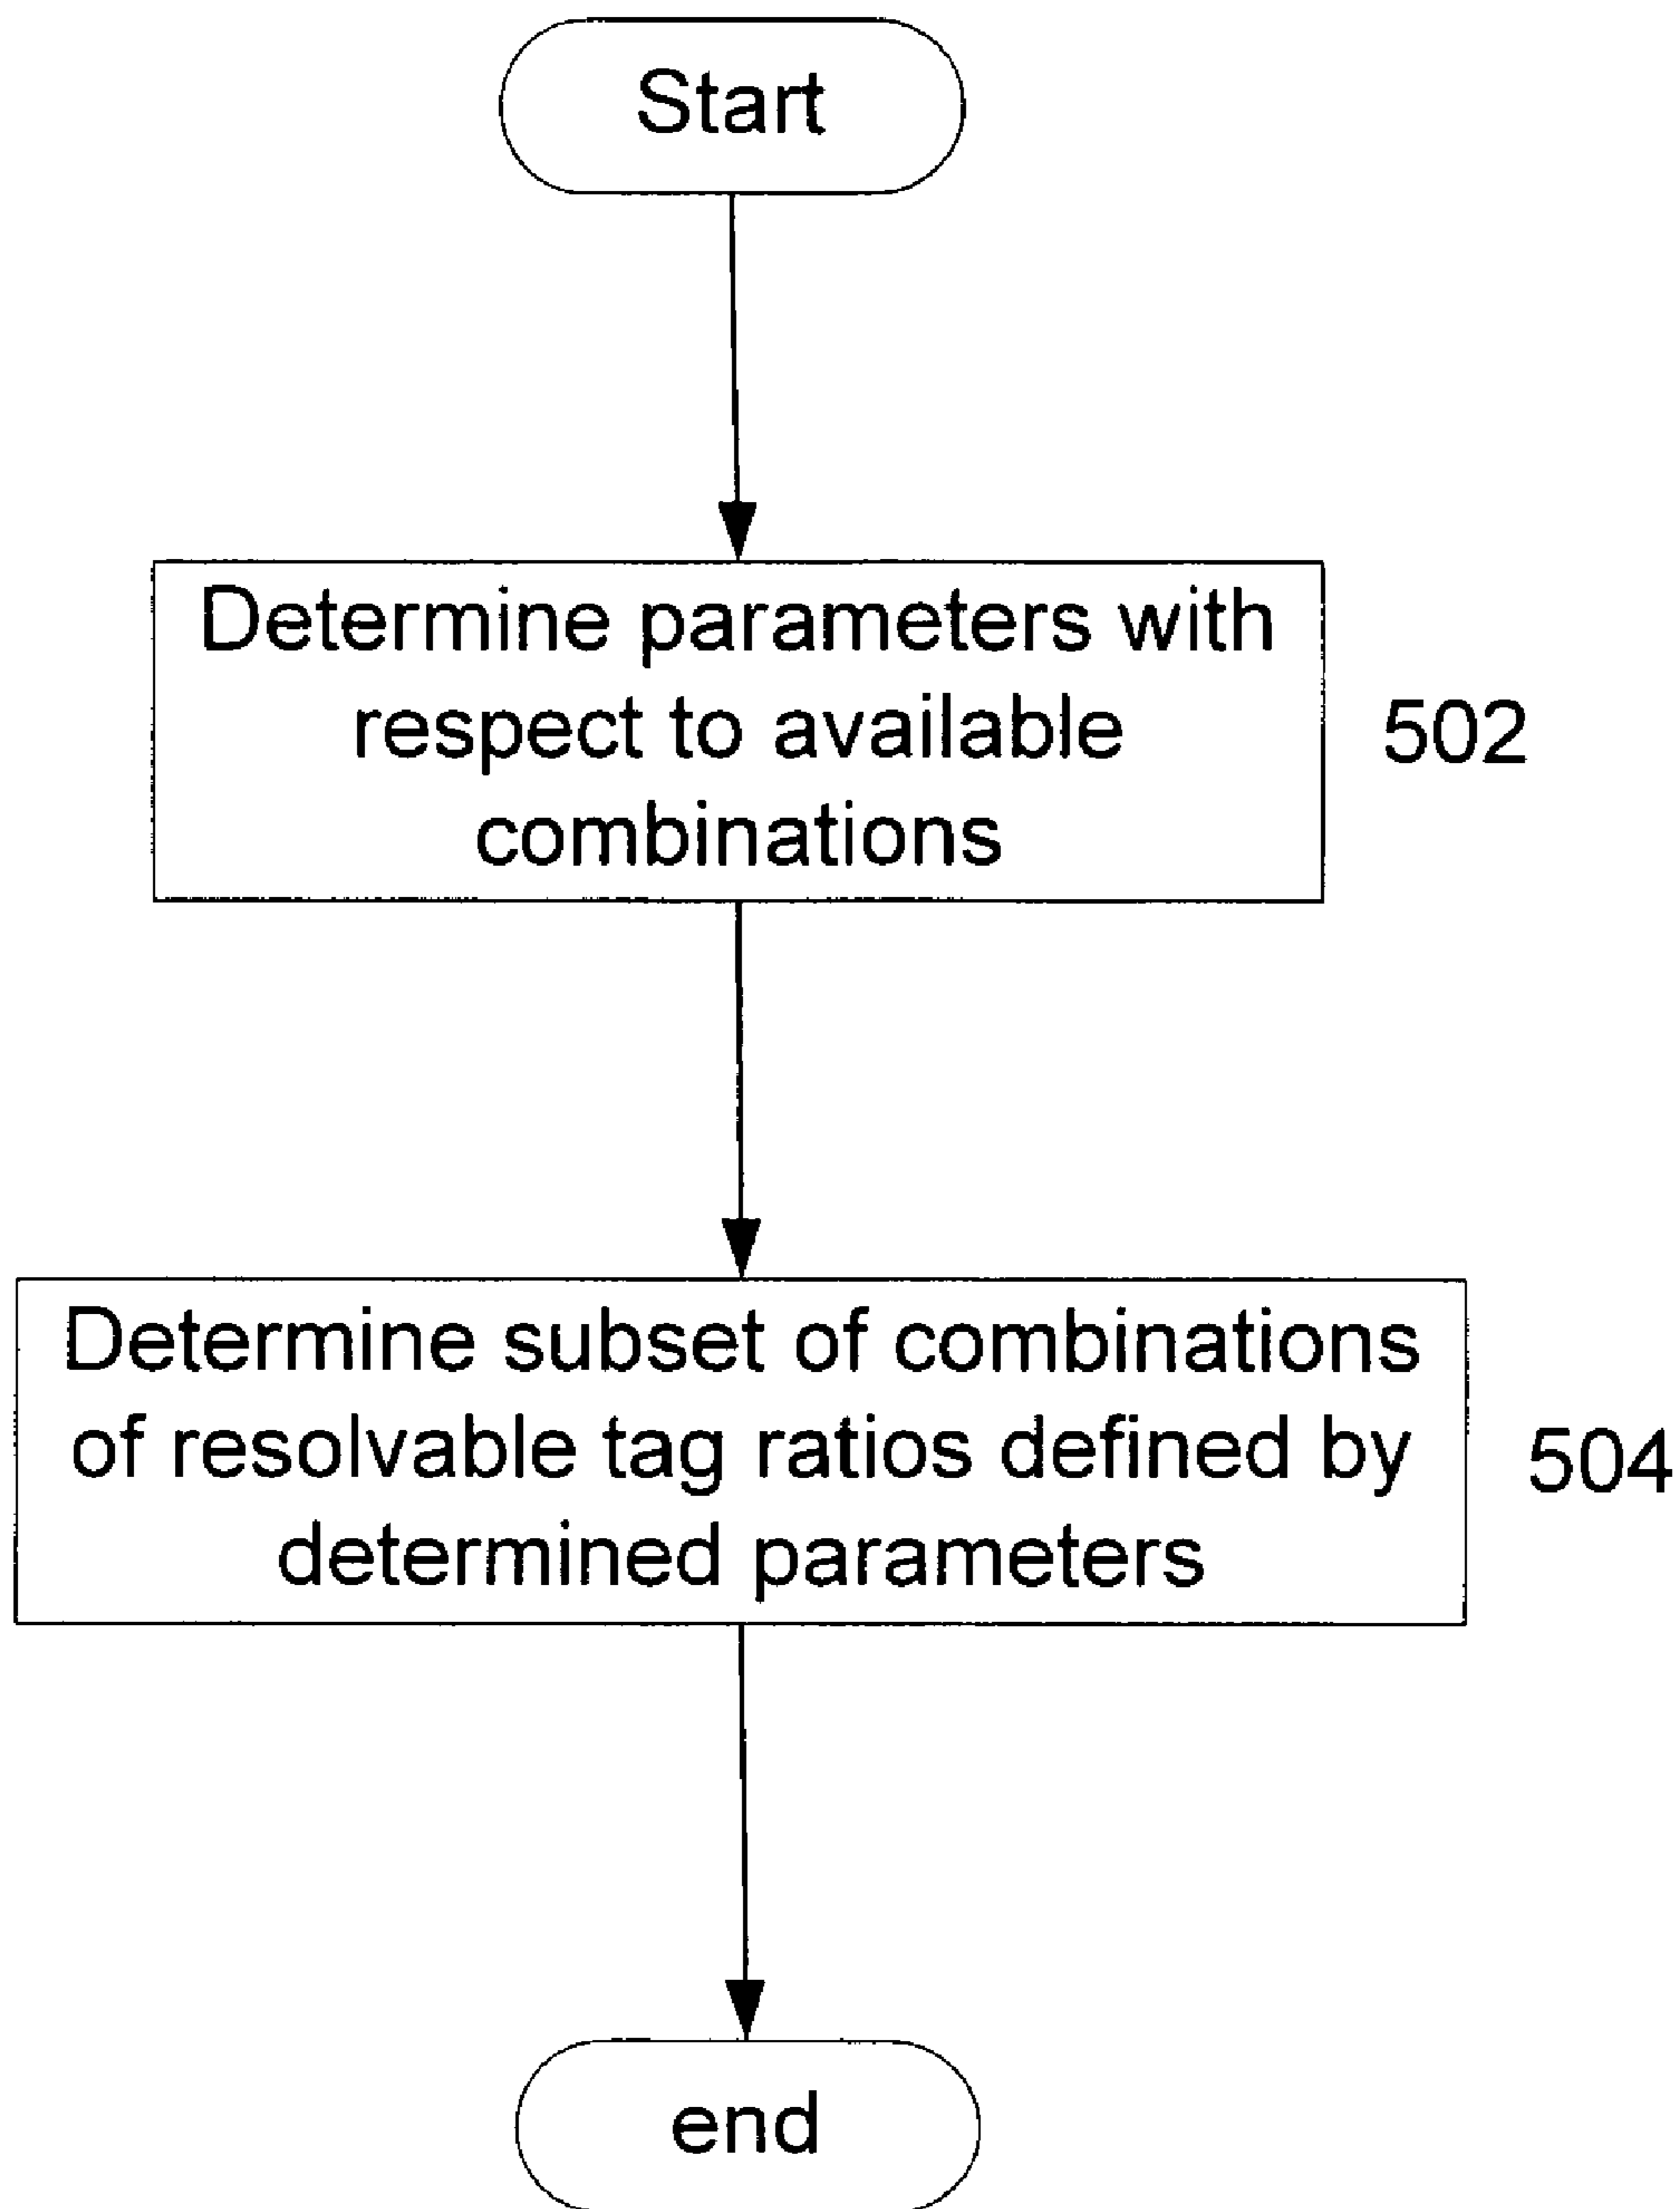 Start
Determine parameters with
respect to available
combinations
502
Determine subset of combinations
of resolvable tag ratios defined by
determined parameters
504
end